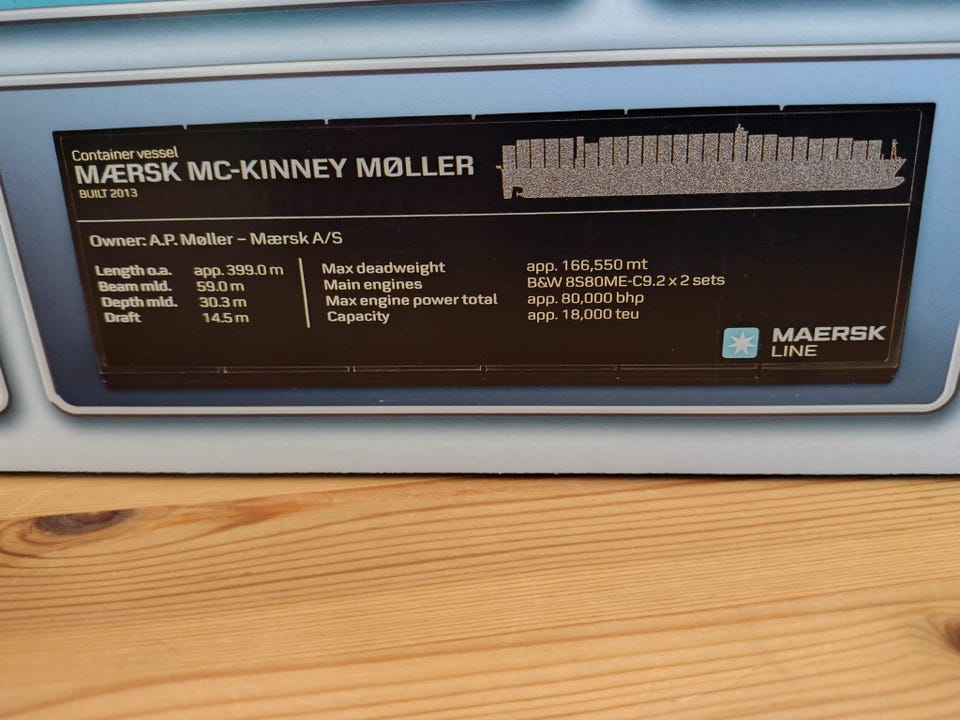 Container vessel
MÆRSK MC-KINNEY MØLLER
BUILT 2013
Owner: A.P. Møller – Mærsk A/S
Length o.a. app. 399.0 m
Beam mld. 59.0 m
Depth mld. 30.3 m
Draft 14.5 m
Max deadweight app. 166,550 mt
Main engines B&W 8S80ME-C9.2 x 2 sets
Max engine power total app. 80,000 bhp
Capacity app. 18,000 teu
MAERSK
LINE